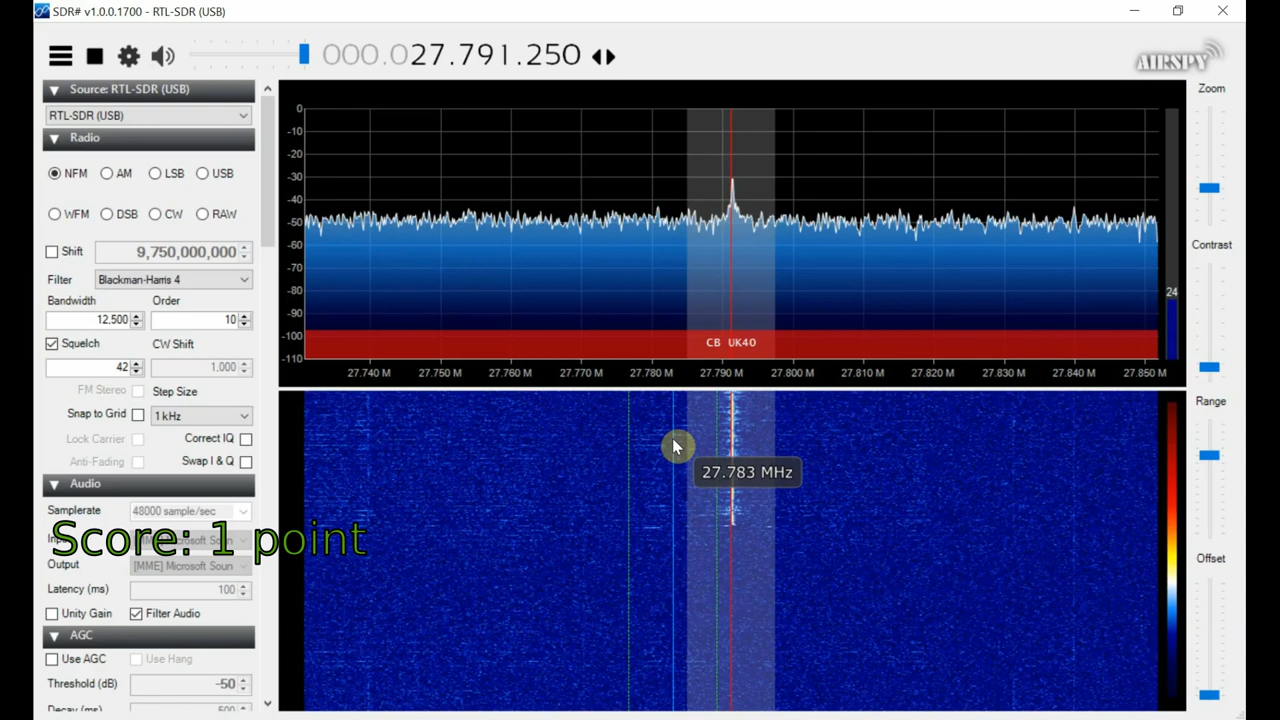 SDR# v1.0.0.1700 - RTL-SDR (USB)
000.027.791.250
AIRSPY
Source: RTL-SDR (USB)
RTL-SDR (USB)
Radio
NFM AM LSB USB
WFM DSB CW RAW
Shift 9,750,000,000
Filter Blackman-Harris 4
Bandwidth Order
12,500 10
Squelch CW Shift
42 1,000
FM Stereo Step Size
Snap to Grid 1 kHz
Lock Carrier Correct IQ
Anti-Fading Swap I & Q
Audio
Samplerate 48000 sample/sec
Score: 1 point
Output [MME] Microsoft Soun
Latency (ms) 100
Unity Gain Filter Audio
AGC
Use AGC Use Hang
Threshold (dB) -50
Decay (ms) 500
0
-10
-20
-30
-40
-50
-60
-70
-80
-90
-100
-110
24
CB UK40
27.740 M 27.750 M 27.760 M 27.770 M 27.780 M 27.790 M 27.800 M 27.810 M 27.820 M 27.830 M 27.840 M 27.850 M
27.783 MHz
Zoom
Contrast
Range
Offset